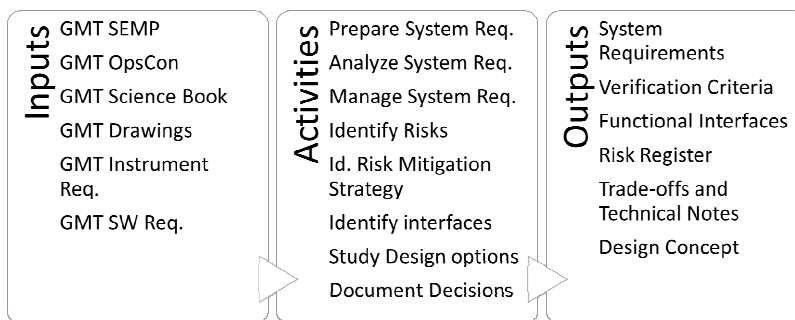 Inputs
GMT SEMP
GMT OpsCon
GMT Science Book
GMT Drawings
GMT Instrument
Req.
GMT SW Req.
Activities
Prepare System Req.
Analyze System Req.
Manage System Req.
Identify Risks
Id. Risk Mitigation
Strategy
Identify interfaces
Study Design options
Document Decisions
Outputs
System
Requirements
Verification Criteria
Functional Interfaces
Risk Register
Trade-offs and
Technical Notes
Design Concept